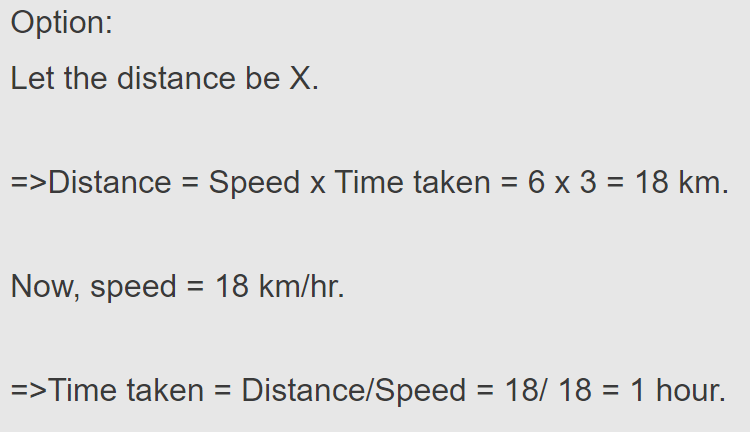 Option:
Let the distance be X.
=>Distance = Speed x Time taken = 6 x 3 = 18 km.
Now, speed = 18 km/hr.
=>Time taken = Distance/Speed = 18/ 18 = 1 hour.